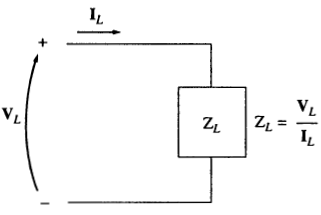 I_L
+
V_L
Z_L
Z_L = V_L / I_L
−